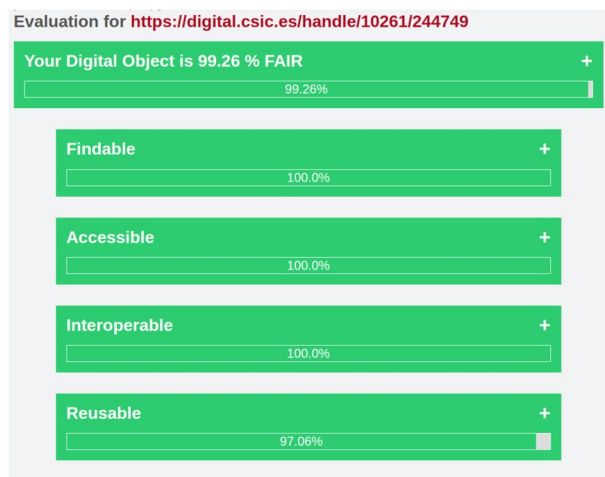 Evaluation for https://digital.csic.es/handle/10261/244749
Your Digital Object is 99.26 % FAIR +
99.26%
Findable +
100.0%
Accessible +
100.0%
Interoperable +
100.0%
Reusable +
97.06%